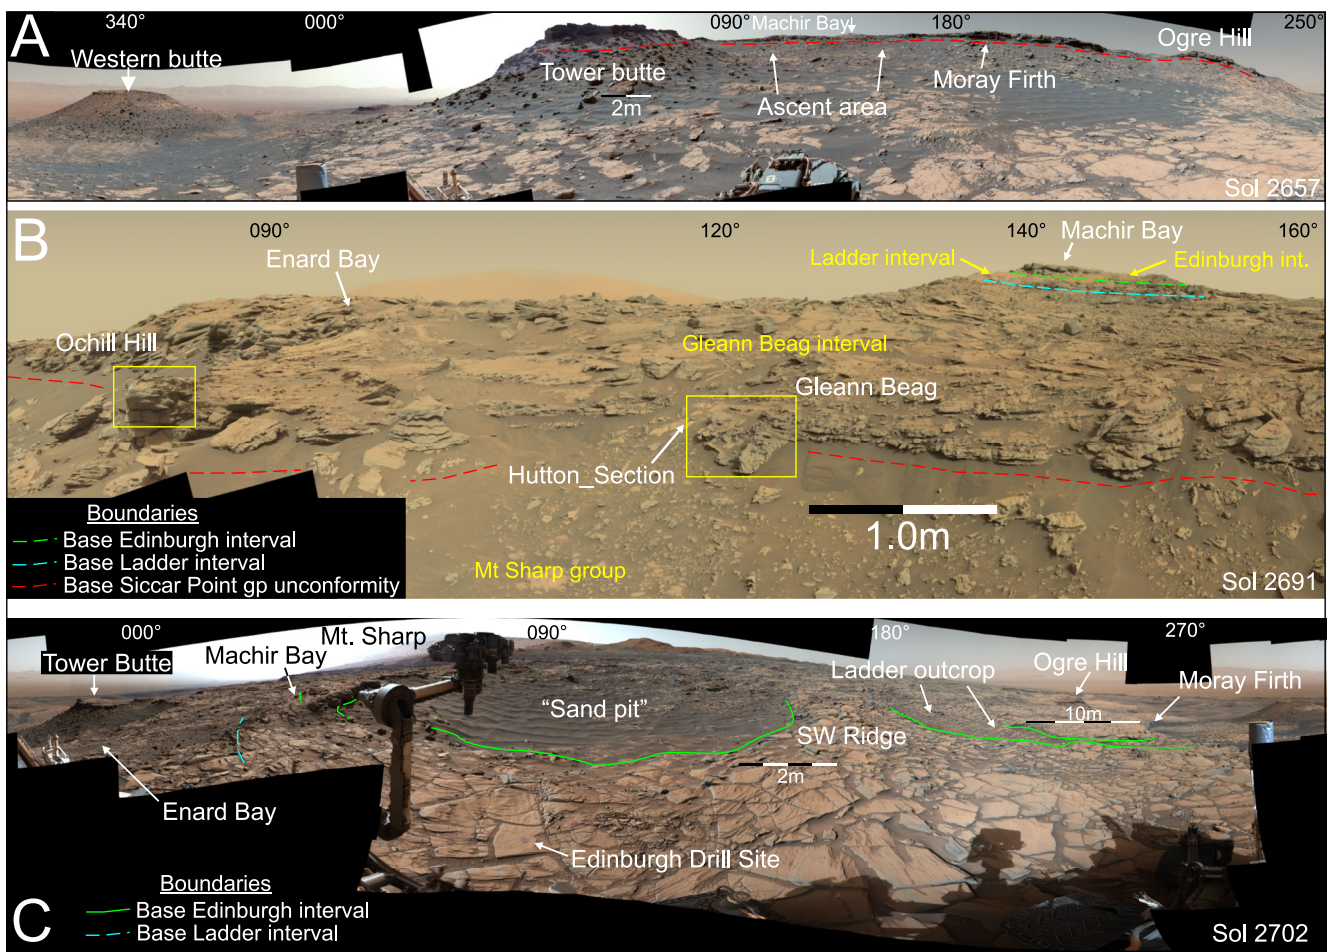 A
340°
000°
090°
Machir Bay
180°
250°
Western butte
Tower butte
2m
Ascent area
Moray Firth
Ogre Hill
Sol 2657
B
090°
120°
140°
160°
Enard Bay
Machir Bay
Ladder interval
Edinburgh int.
Ochill Hill
Gleann Beag interval
Gleann Beag
Hutton_Section
1.0m
Mt Sharp group
Boundaries
Base Edinburgh interval
Base Ladder interval
Base Siccar Point gp unconformity
Sol 2691
000°
Mt. Sharp
090°
180°
270°
Tower Butte
Machir Bay
Ladder outcrop
Ogre Hill
Moray Firth
10m
"Sand pit"
SW Ridge
2m
Enard Bay
Edinburgh Drill Site
Boundaries
Base Edinburgh interval
Base Ladder interval
C
Sol 2702